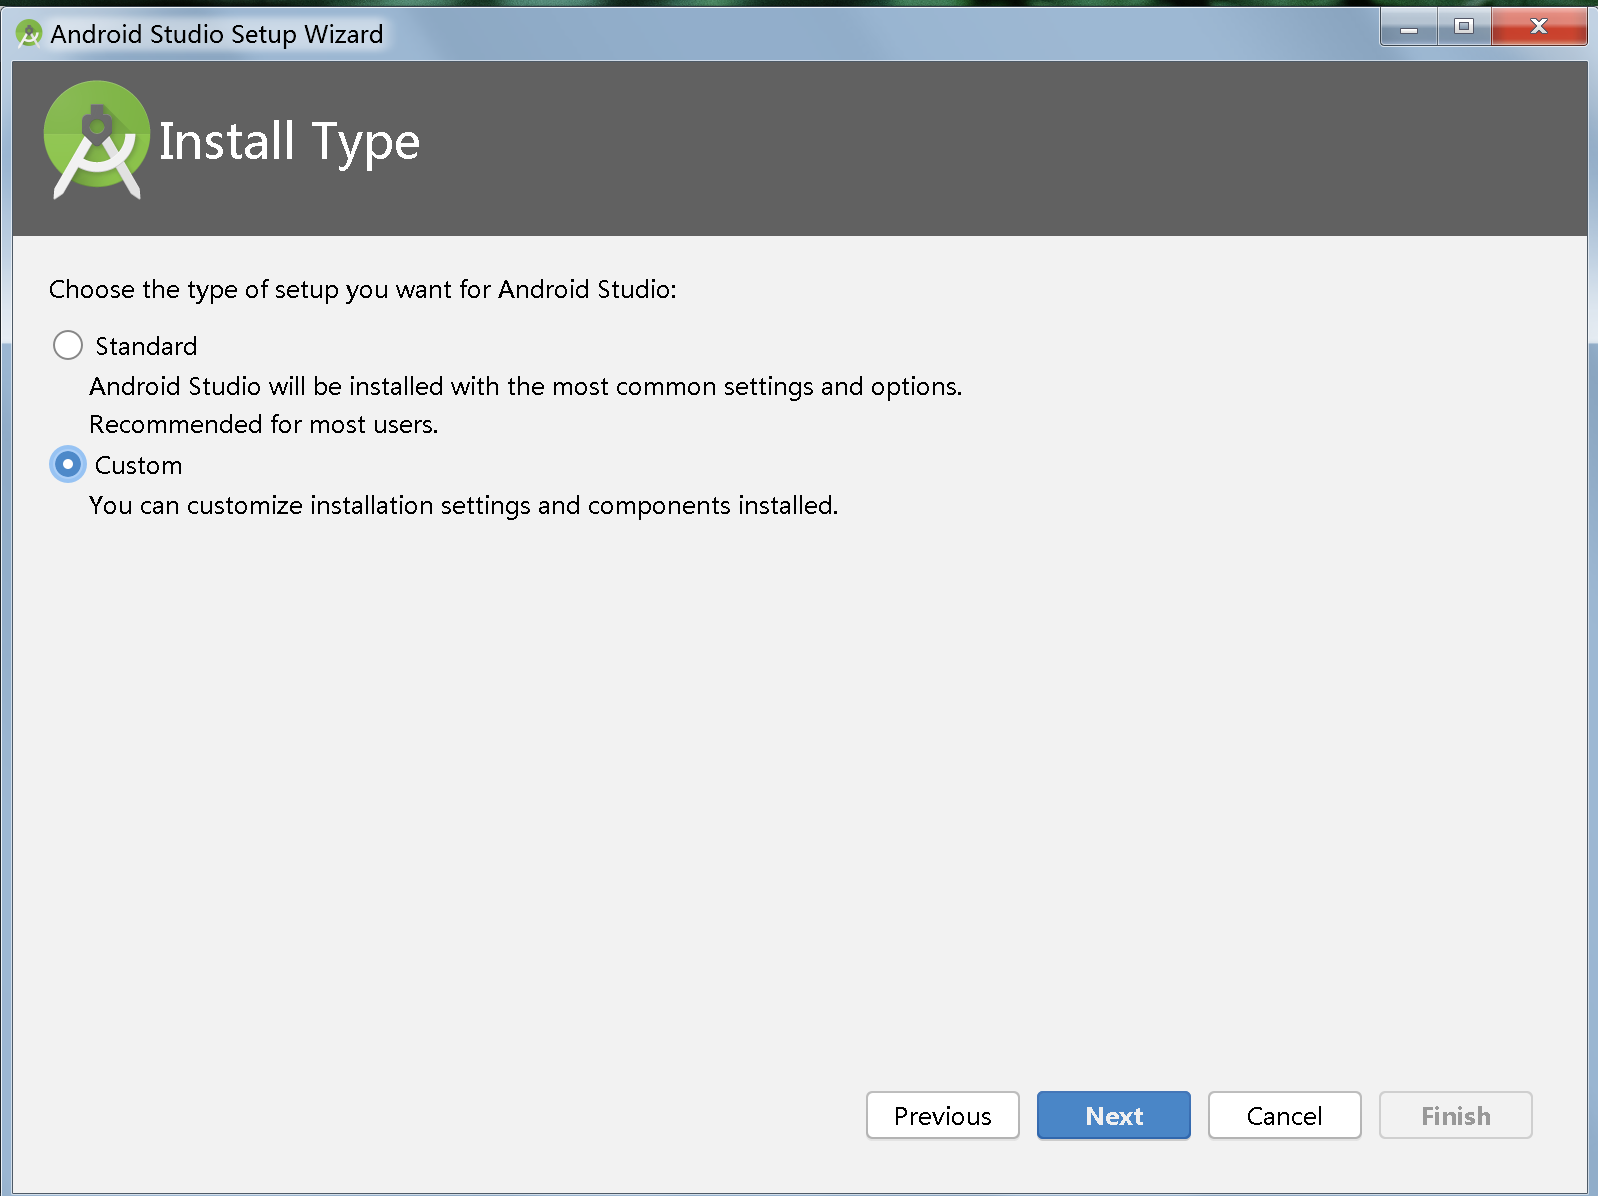 Android Studio Setup Wizard
Install Type
Choose the type of setup you want for Android Studio:
Standard
Android Studio will be installed with the most common settings and options.
Recommended for most users.
Custom
You can customize installation settings and components installed.
Previous
Next
Cancel
Finish